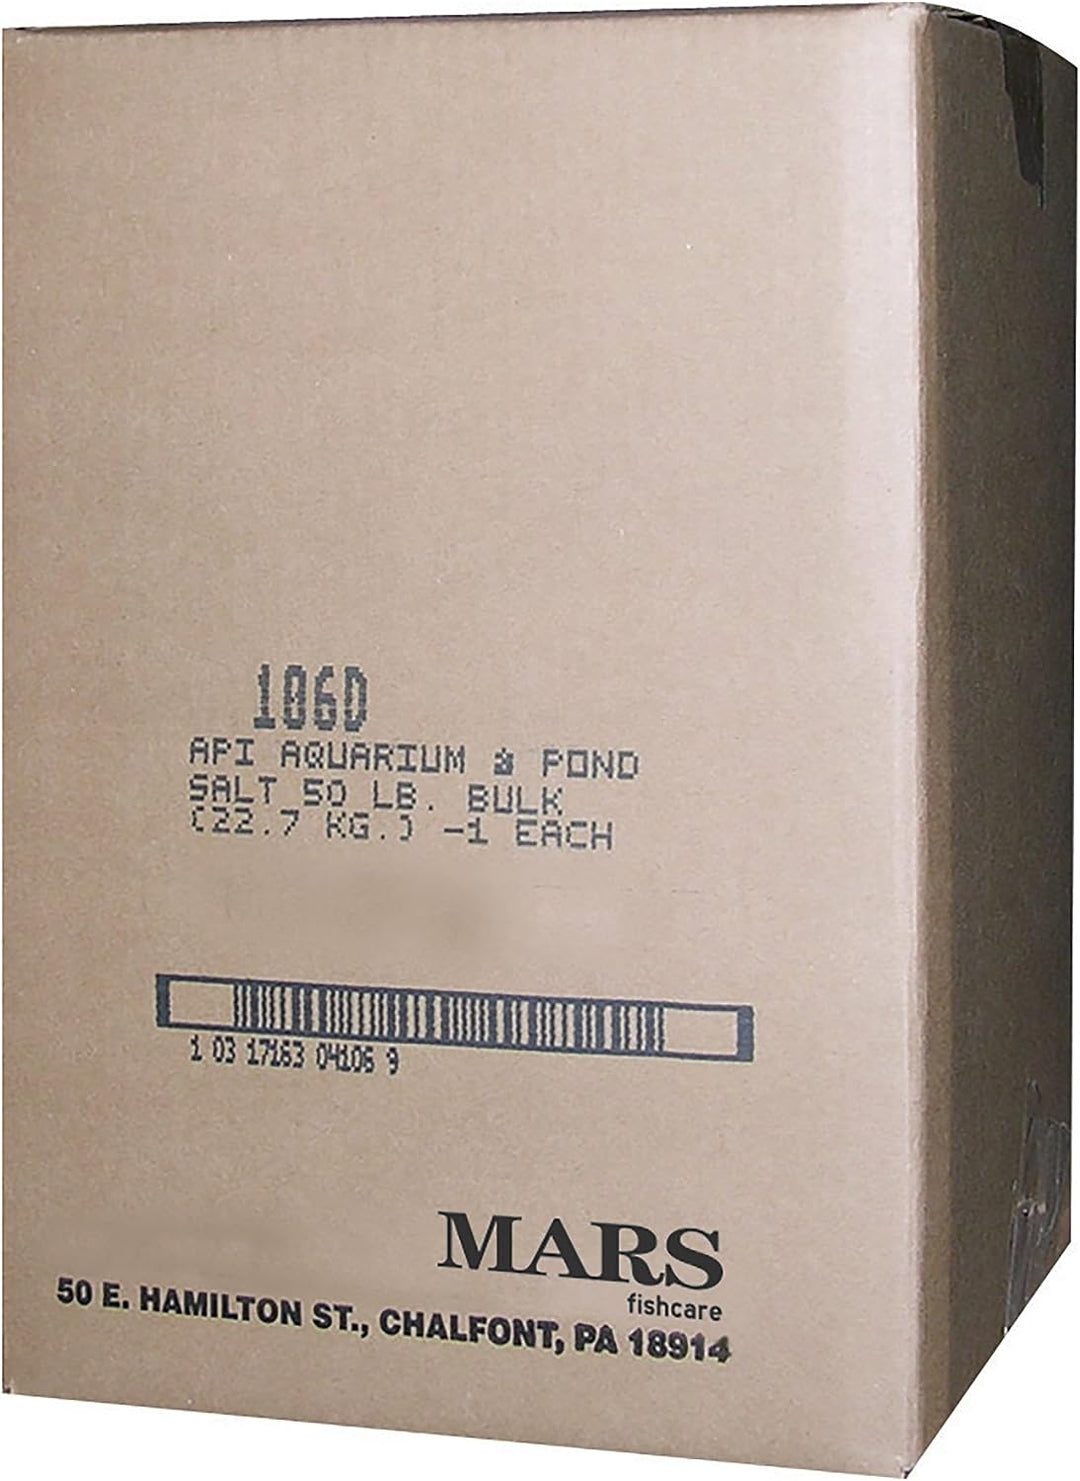 106D
API AQUARIUM & POND
SALT 50 LB. BULK
(22.7 KG.) -1 EACH
1 03 17163 04106 9
MARS
fishcare
50 E. HAMILTON ST., CHALFONT, PA 18914